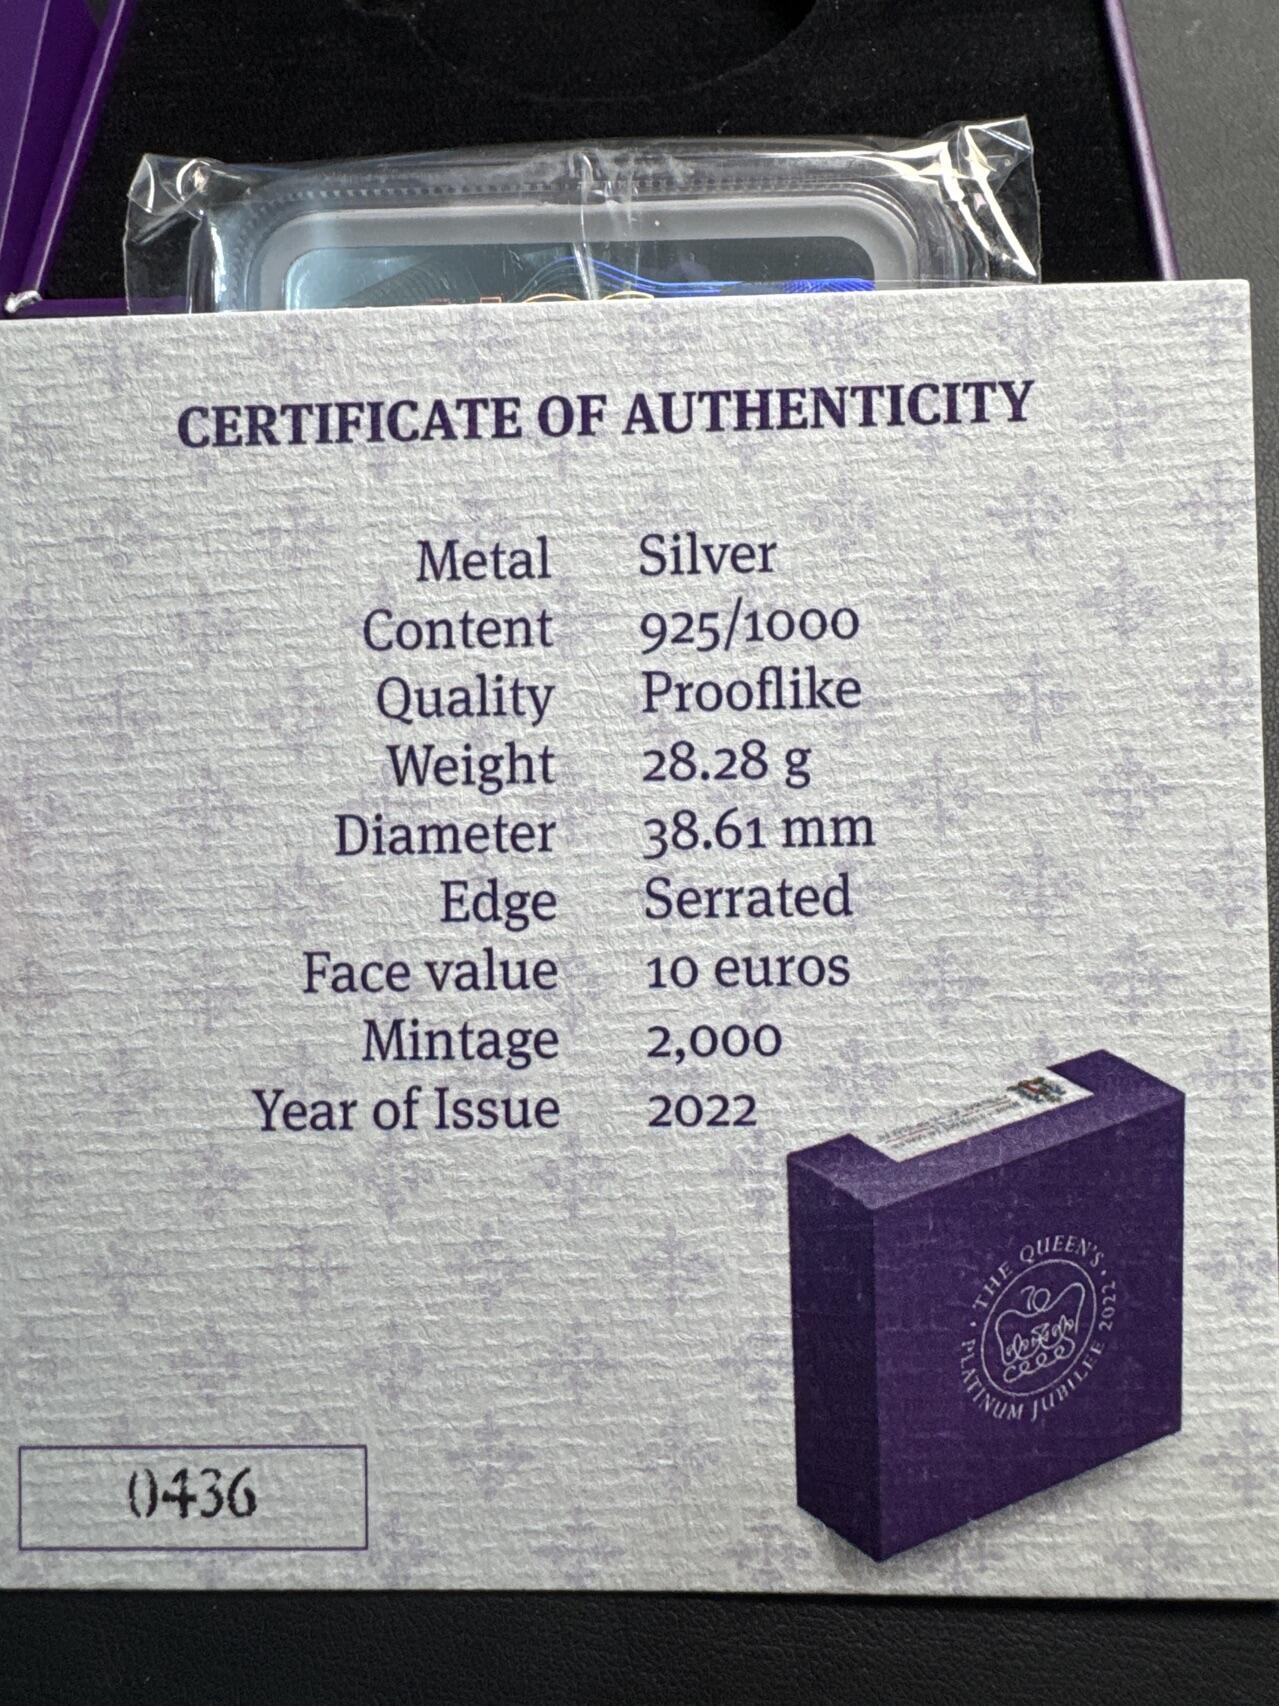 CERTIFICATE OF AUTHENTICITY
Metal Silver
Content 925/1000
Quality Prooflike
Weight 28.28 g
Diameter 38.61 mm
Edge Serrated
Face value 10 euros
Mintage 2,000
Year of Issue 2022
THE QUEEN'S
70
PLATINUM JUBILEE 2022
0436